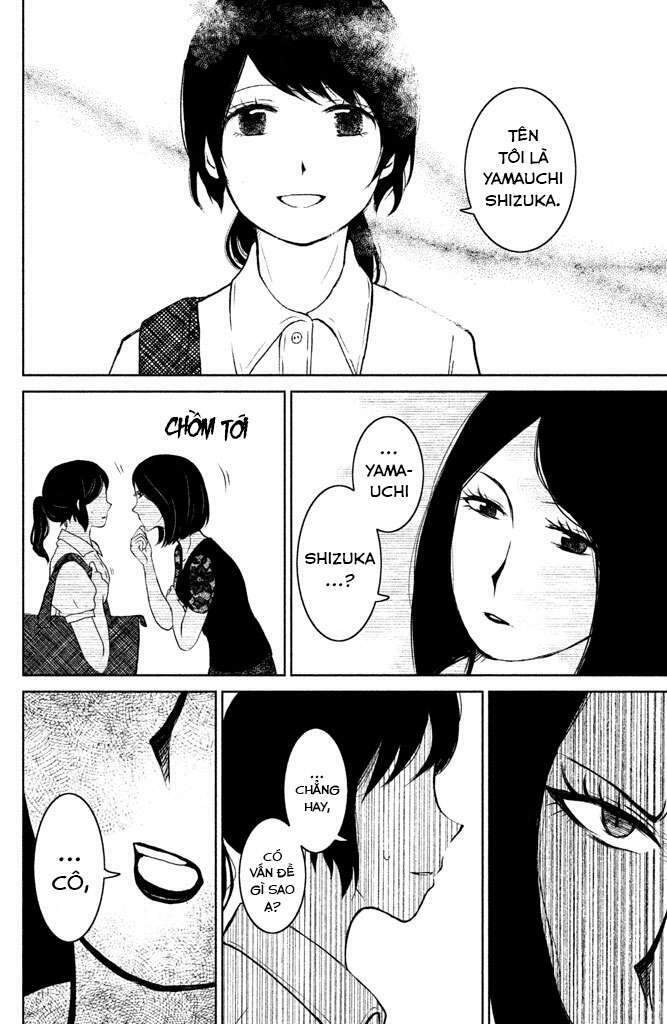 TÊN
TÔI LÀ
YAMAUCHI
SHIZUKA.
CHỒM TỚI
...
YAMA-
UCHI
SHIZUKA
...?
...
CÔ,
...
CHẲNG
HAY,
CÓ
VẤN ĐỀ
GÌ SAO
Ạ?